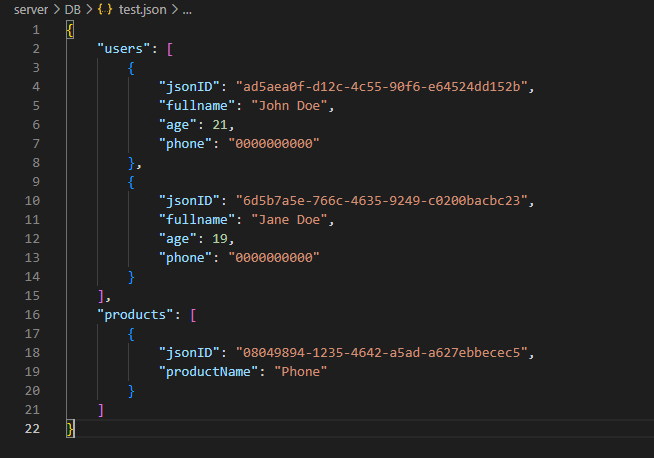 server > DB > {} test.json > ...
1 {
2 "users": [
3 {
4 "jsonID": "ad5aea0f-d12c-4c55-90f6-e64524dd152b",
5 "fullname": "John Doe",
6 "age": 21,
7 "phone": "0000000000"
8 },
9 {
10 "jsonID": "6d5b7a5e-766c-4635-9249-c0200bacbc23",
11 "fullname": "Jane Doe",
12 "age": 19,
13 "phone": "0000000000"
14 }
15 ],
16 "products": [
17 {
18 "jsonID": "08049894-1235-4642-a5ad-a627ebbecec5",
19 "productName": "Phone"
20 }
21 ]
22 }